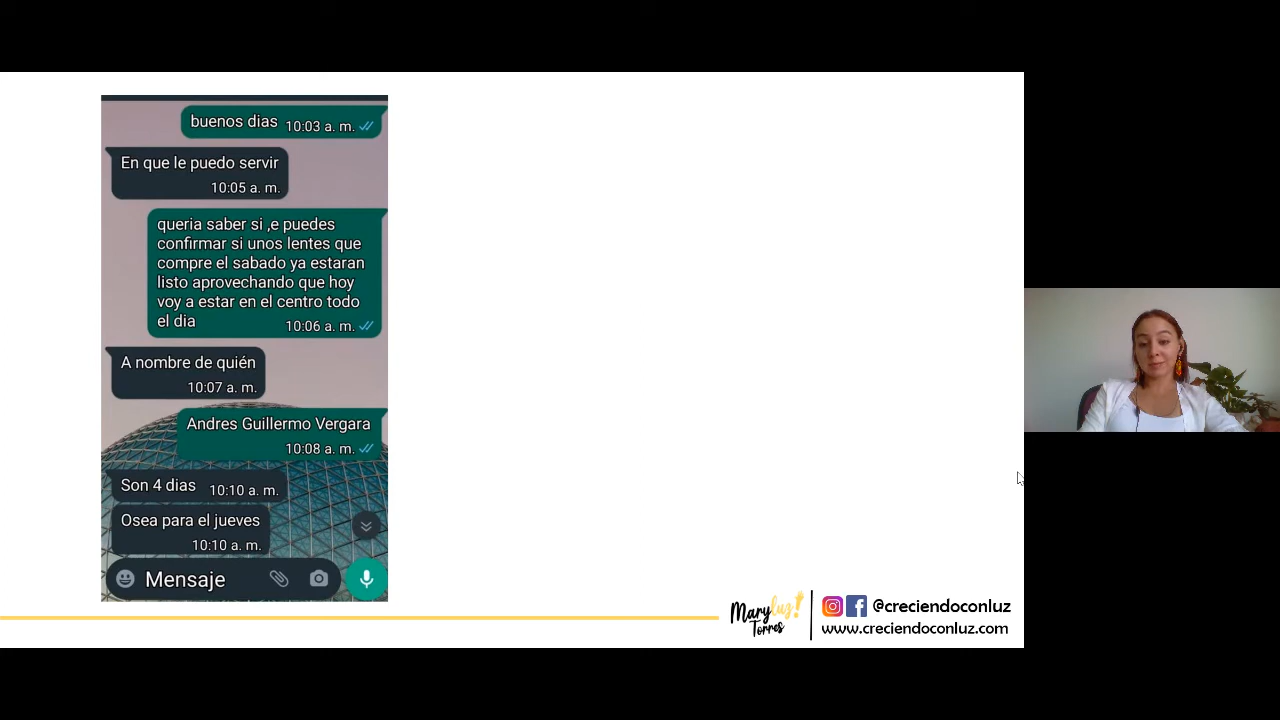 buenos dias 10:03 a. m.
En que le puedo servir
10:05 a. m.
queria saber si ,e puedes
confirmar si unos lentes que
compre el sabado ya estaran
listo aprovechando que hoy
voy a estar en el centro todo
el dia 10:06 a. m.
A nombre de quién
10:07 a. m.
Andres Guillermo Vergara
10:08 a. m.
Son 4 dias 10:10 a. m.
Osea para el jueves
10:10 a. m.
Mensaje
Maryluz!
Torres
@creciendoconluz
www.creciendoconluz.com